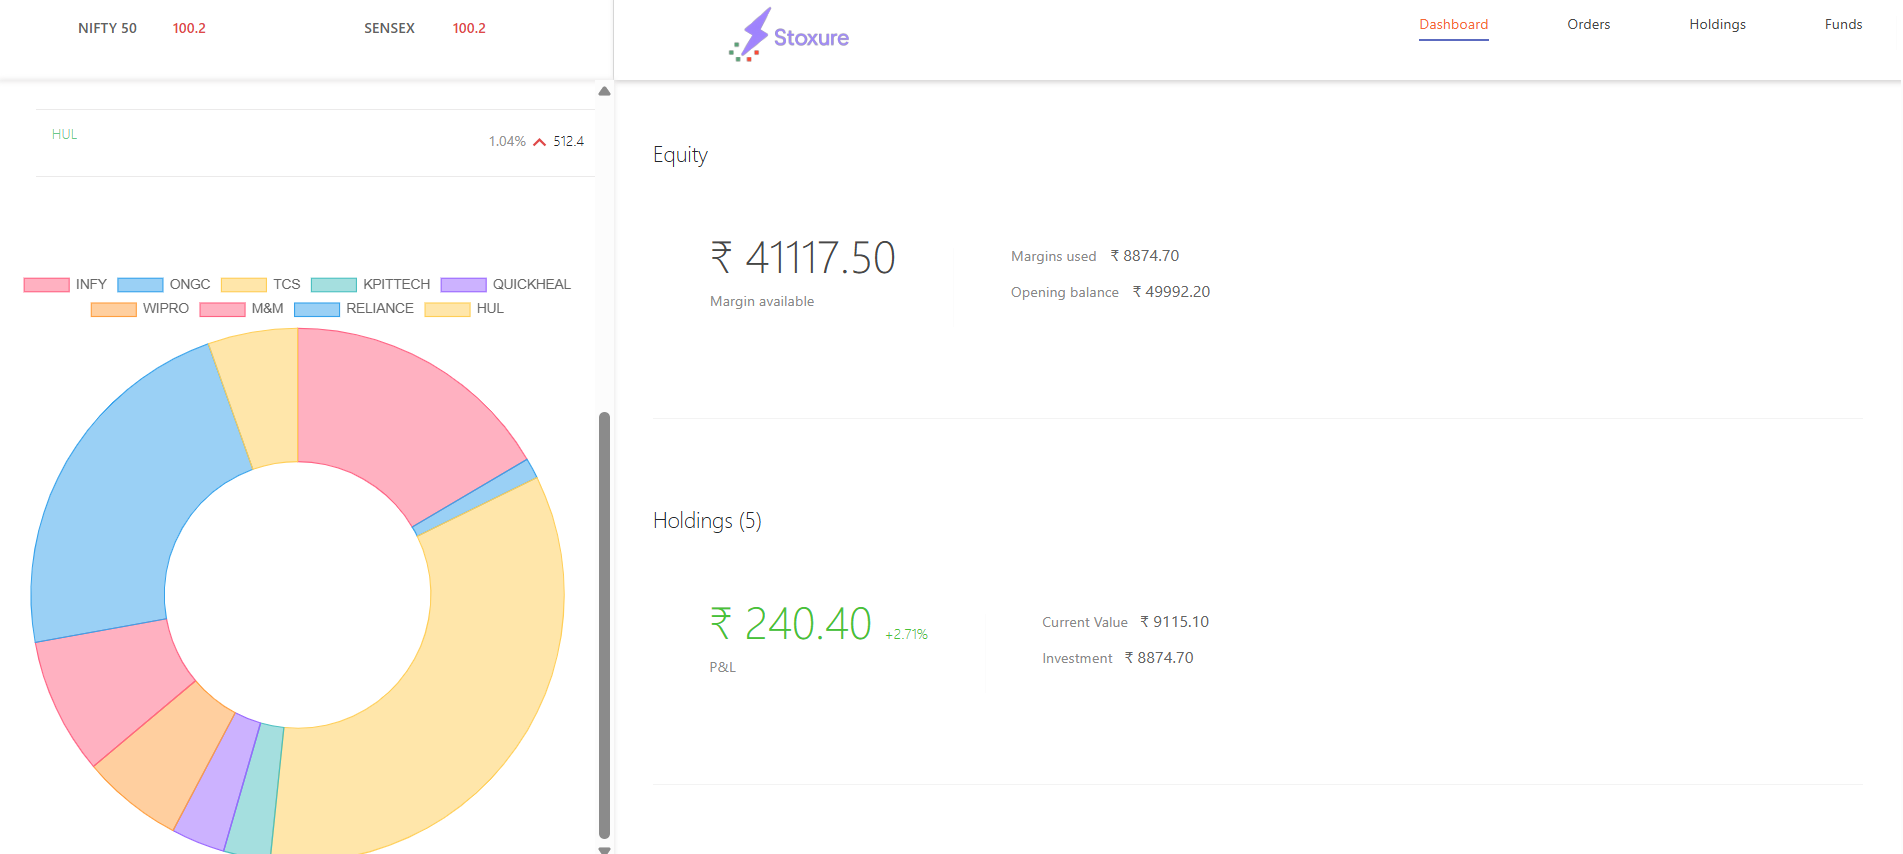 NIFTY 50 100.2 SENSEX 100.2
Stoxure
Dashboard Orders Holdings Funds
HUL
1.04% 512.4
INFY ONGC TCS KPITTECH QUICKHEAL
WIPRO M&M RELIANCE HUL
Equity
₹ 41117.50
Margin available
Margins used ₹ 8874.70
Opening balance ₹ 49992.20
Holdings (5)
₹ 240.40 +2.71%
P&L
Current Value ₹ 9115.10
Investment ₹ 8874.70